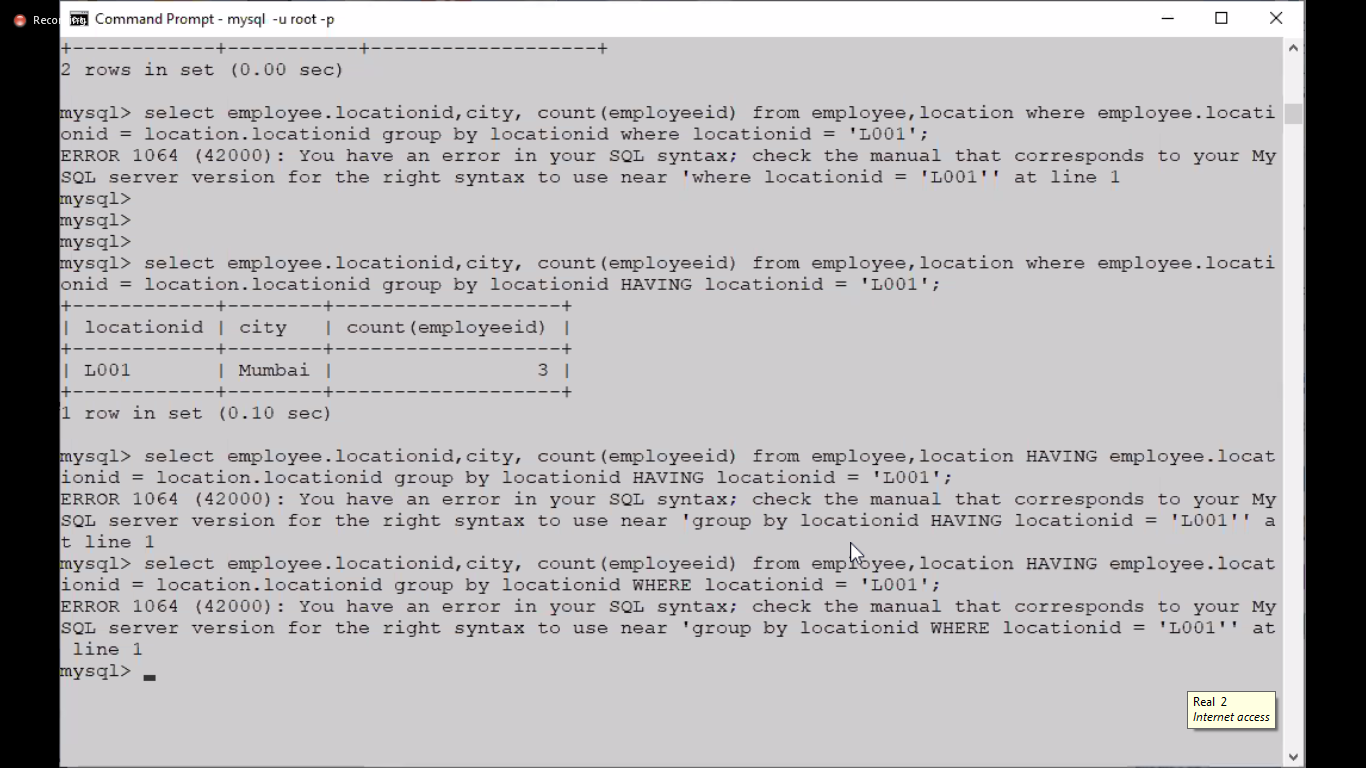 Command Prompt - mysql  -u root -p
+------------+-----------+-------------------+
2 rows in set (0.00 sec)
mysql> select employee.locationid,city, count(employeeid) from employee,location where employee.locati
onid = location.locationid group by locationid where locationid = 'L001';
ERROR 1064 (42000): You have an error in your SQL syntax; check the manual that corresponds to your My
SQL server version for the right syntax to use near 'where locationid = 'L001'' at line 1
mysql>
mysql>
mysql>
mysql> select employee.locationid,city, count(employeeid) from employee,location where employee.locati
onid = location.locationid group by locationid HAVING locationid = 'L001';
+------------+--------+-------------------+
| locationid | city   | count(employeeid) |
+------------+--------+-------------------+
| L001       | Mumbai |                 3 |
+------------+--------+-------------------+
1 row in set (0.10 sec)
mysql> select employee.locationid,city, count(employeeid) from employee,location HAVING employee.locat
ionid = location.locationid group by locationid HAVING locationid = 'L001';
ERROR 1064 (42000): You have an error in your SQL syntax; check the manual that corresponds to your My
SQL server version for the right syntax to use near 'group by locationid HAVING locationid = 'L001'' a
t line 1
mysql> select employee.locationid,city, count(employeeid) from employee,location HAVING employee.locat
ionid = location.locationid group by locationid WHERE locationid = 'L001';
ERROR 1064 (42000): You have an error in your SQL syntax; check the manual that corresponds to your My
SQL server version for the right syntax to use near 'group by locationid WHERE locationid = 'L001'' at
 line 1
mysql>
Real 2
Internet access